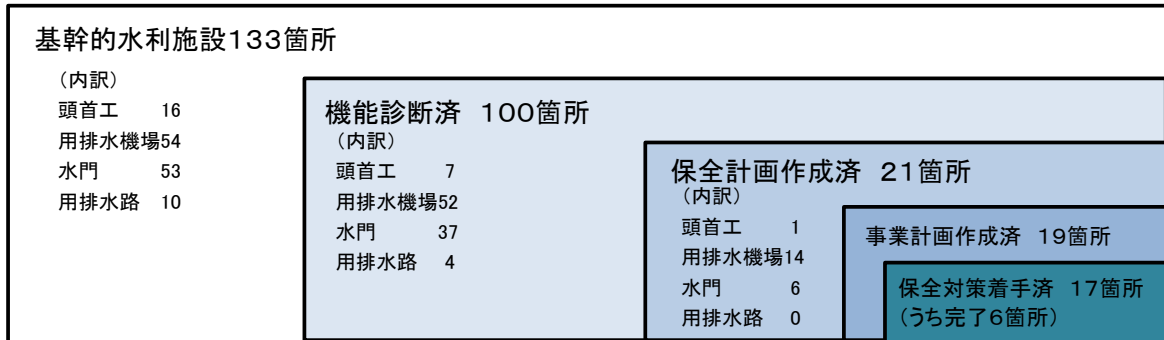 基幹的水利施設133箇所
(内訳)
頭首工 16
用排水機場54
水門 53
用排水路 10
機能診断済 100箇所
(内訳)
頭首工 7
用排水機場52
水門 37
用排水路 4
保全計画作成済 21箇所
(内訳)
頭首工 1
用排水機場14
水門 6
用排水路 0
事業計画作成済 19箇所
保全対策着手済 17箇所
(うち完了6箇所)